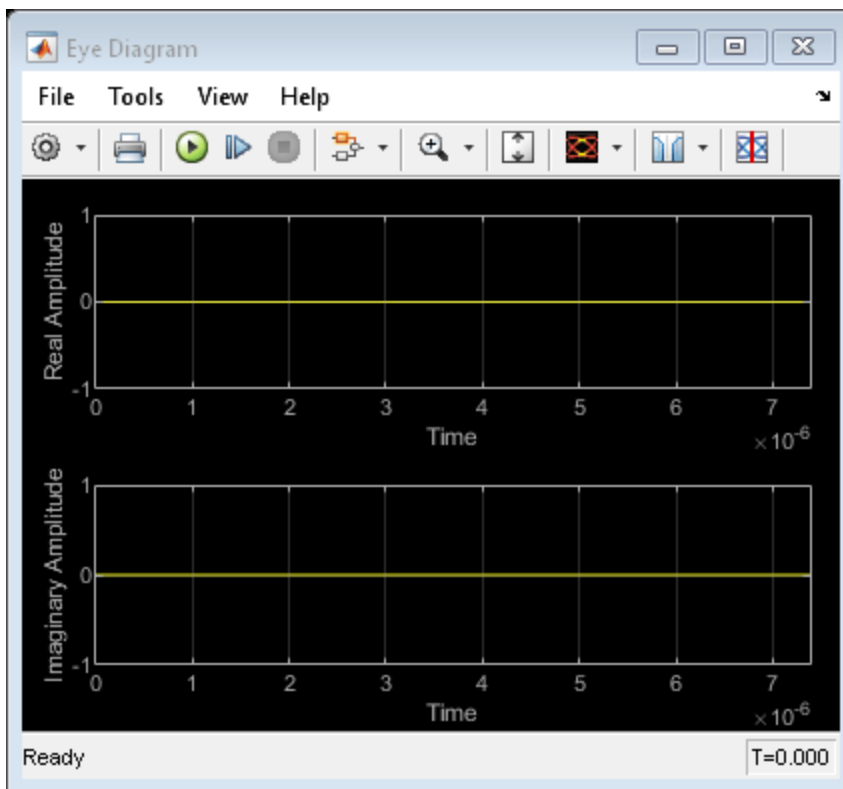 Eye Diagram
File Tools View Help
Real Amplitude
1
0
-1
0 1 2 3 4 5 6 7
Time
×10-6
Imaginary Amplitude
1
0
-1
0 1 2 3 4 5 6 7
Time
×10-6
Ready T=0.000